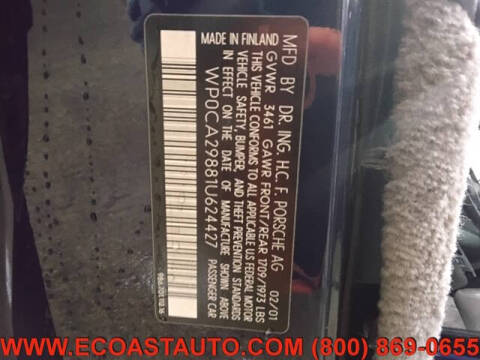 MFD BY DR. ING. H.C. F. PORSCHE AG
MADE IN FINLAND
02/01
GVWR 3461 GAWR FRONT/REAR 1709/1973 LBS
THIS VEHICLE CONFORMS TO ALL APPLICABLE US FEDERAL MOTOR
VEHICLE SAFETY, BUMPER, AND THEFT PREVENTION STANDARDS
IN EFFECT ON THE DATE OF MANUFACTURE SHOWN ABOVE
WP0CA29881U624427
PASSENGER CAR
WWW.ECOASTAUTO.COM (800) 869-0655